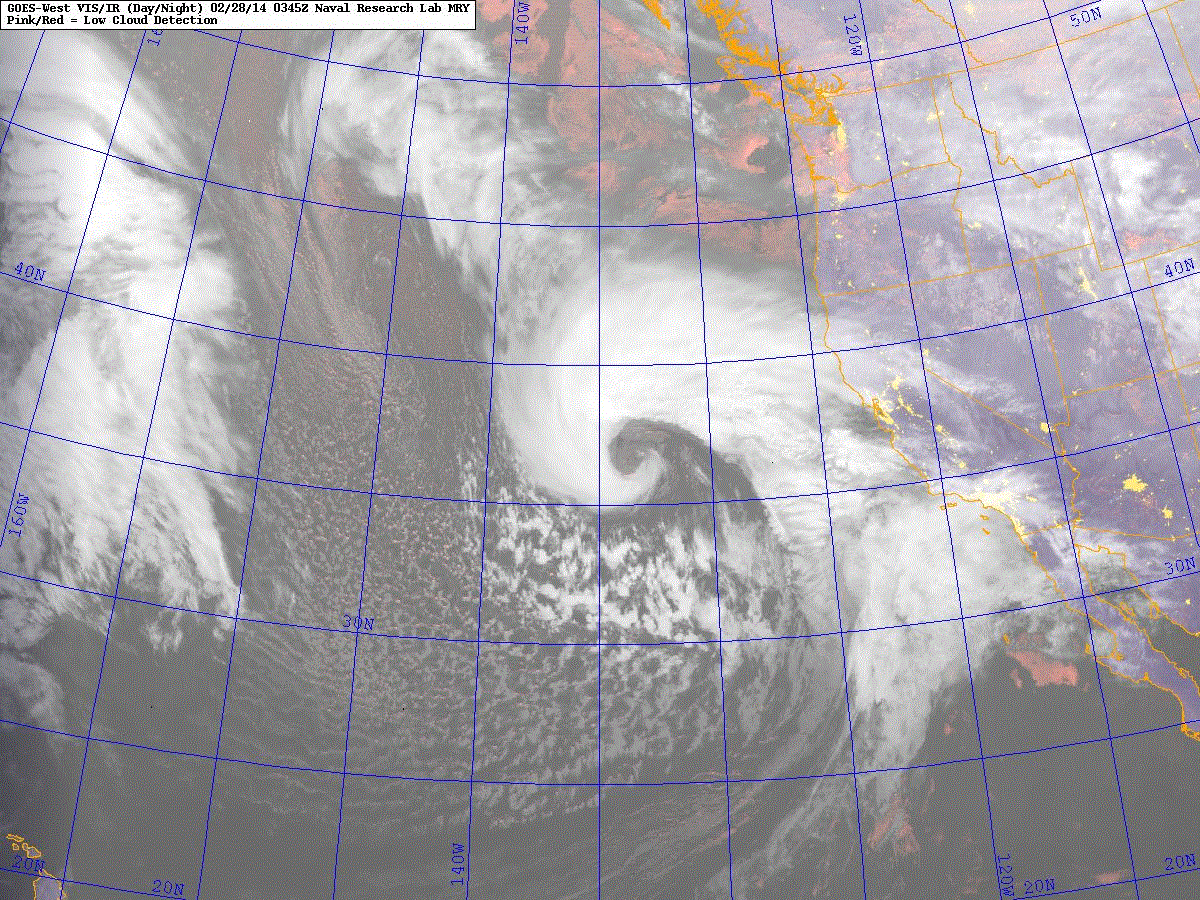 GOES-West VIS/IR (Day/Night) 02/28/14 0345Z Naval Research Lab MRY
Pink/Red = Low Cloud Detection
140W
120W
50N
40N
40N
160W
30N
30N
140W
120W
20N
20N
20N
20N